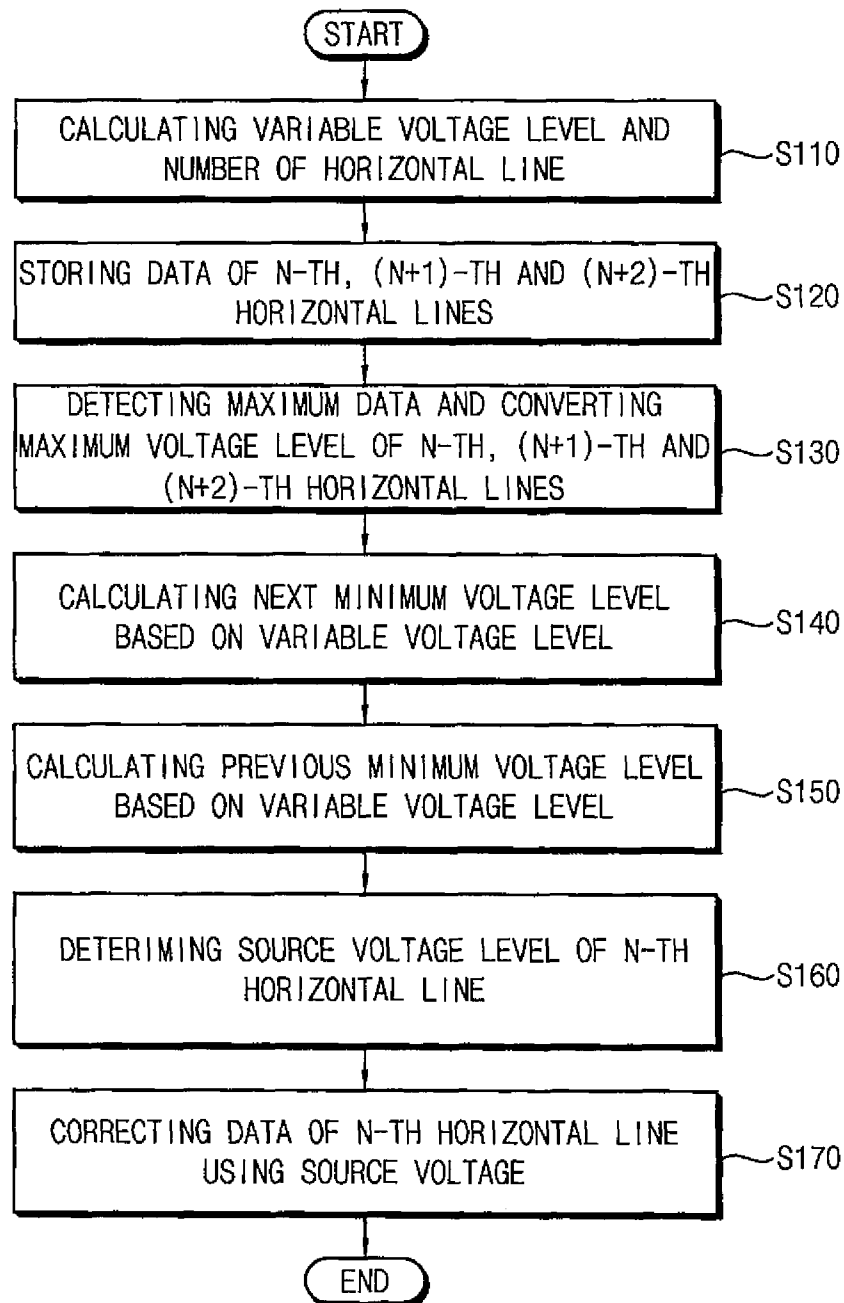 START
CALCULATING VARIABLE VOLTAGE LEVEL AND
NUMBER OF HORIZONTAL LINE
S110
STORING DATA OF N-TH, (N+1)-TH AND (N+2)-TH
HORIZONTAL LINES
S120
DETECTING MAXIMUM DATA AND CONVERTING
MAXIMUM VOLTAGE LEVEL OF N-TH, (N+1)-TH AND
(N+2)-TH HORIZONTAL LINES
S130
CALCULATING NEXT MINIMUM VOLTAGE LEVEL
BASED ON VARIABLE VOLTAGE LEVEL
S140
CALCULATING PREVIOUS MINIMUM VOLTAGE LEVEL
BASED ON VARIABLE VOLTAGE LEVEL
S150
DETERIMING SOURCE VOLTAGE LEVEL OF N-TH
HORIZONTAL LINE
S160
CORRECTING DATA OF N-TH HORIZONTAL LINE
USING SOURCE VOLTAGE
S170
END